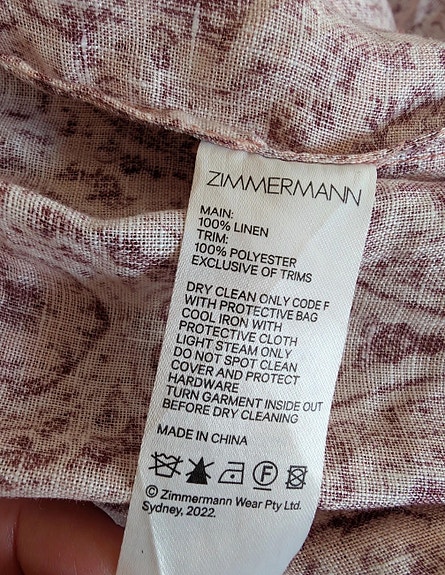 ZIMMERMANN
MAIN:
100% LINEN
TRIM:
100% POLYESTER
EXCLUSIVE OF TRIMS
DRY CLEAN ONLY CODE F
WITH PROTECTIVE BAG
COOL IRON WITH
PROTECTIVE CLOTH
LIGHT STEAM ONLY
DO NOT SPOT CLEAN
COVER AND PROTECT
HARDWARE
TURN GARMENT INSIDE OUT
BEFORE DRY CLEANING
MADE IN CHINA
F
© Zimmermann Wear Pty Ltd.
Sydney, 2022.